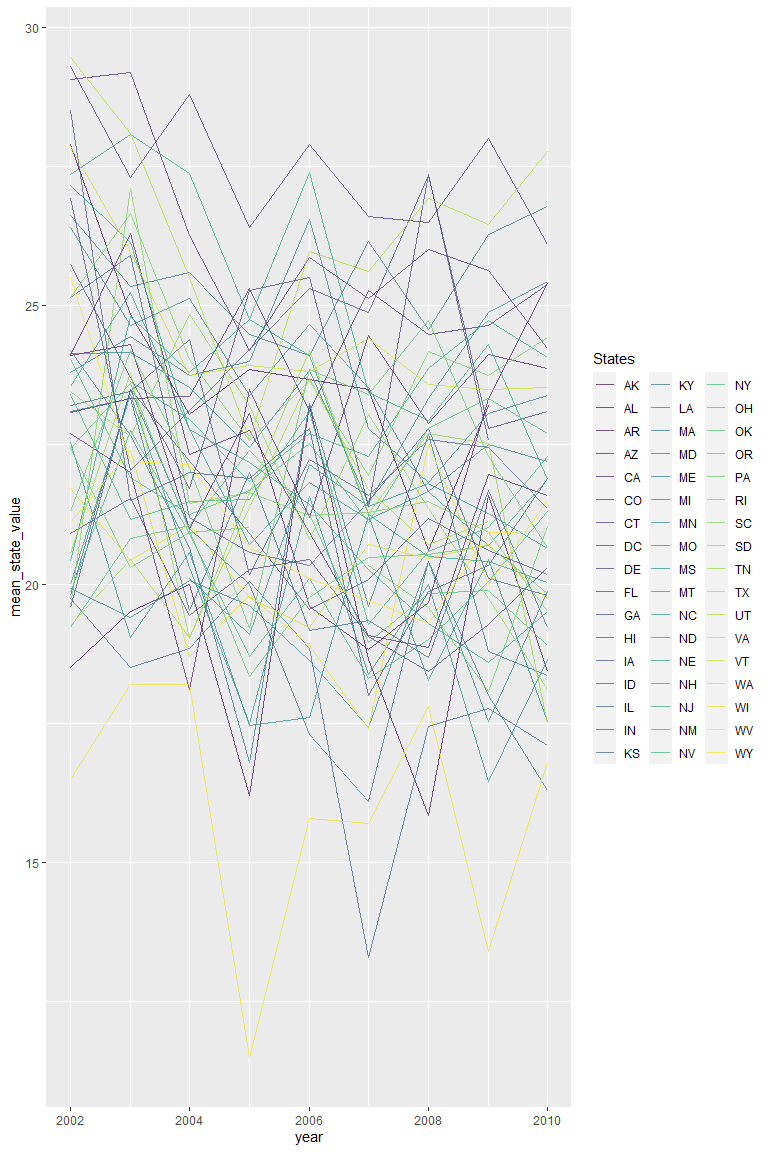 30
25
20
15
mean_state_value
2002 2004 2006 2008 2010
year
States
AK KY NY
AL LA OH
AR MA OK
AZ MD OR
CA ME PA
CO MI RI
CT MN SC
DC MO SD
DE MS TN
FL MT TX
GA NC UT
HI ND VA
IA NE VT
ID NH WA
IL NJ WI
IN NM WV
KS NV WY